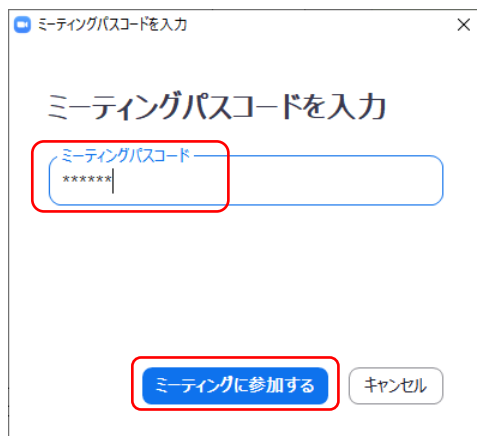 ミーティングパスコードを入力
ミーティングパスコードを入力
ミーティングパスコード
******
ミーティングに参加する
キャンセル